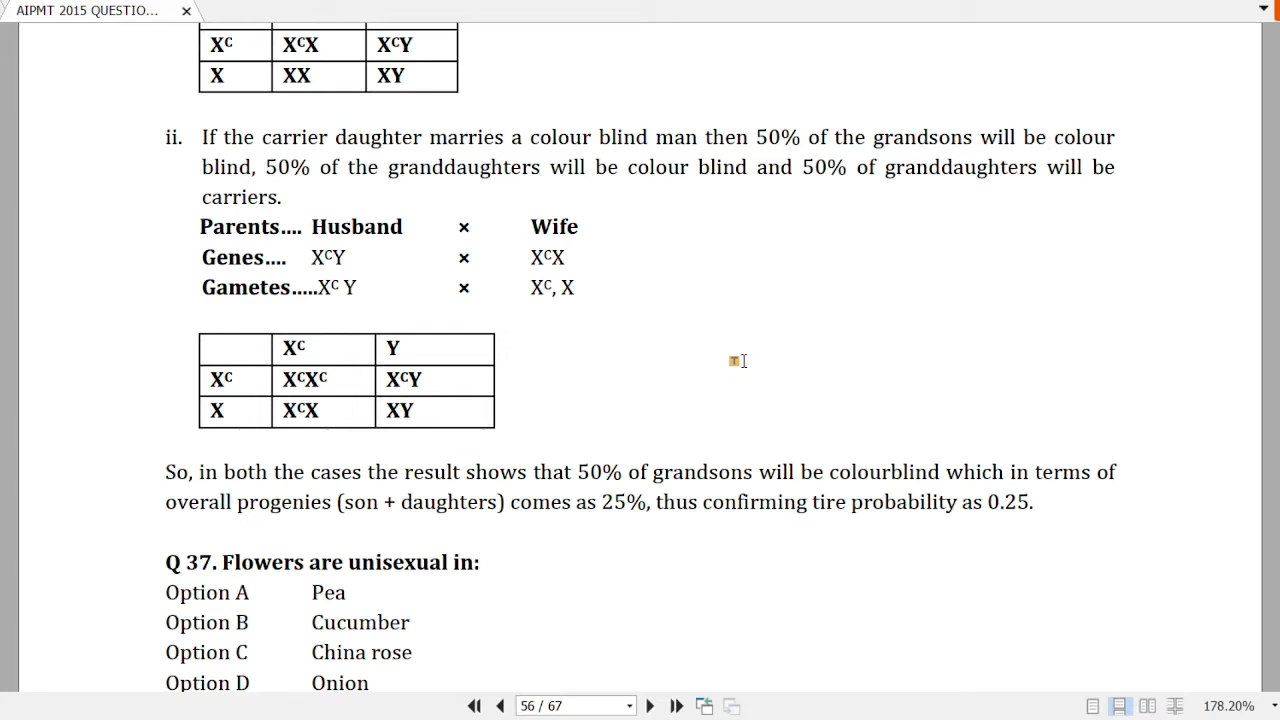 AIPMT 2015 QUESTIO...
Xᶜ XᶜX XᶜY
X XX XY
ii. If the carrier daughter marries a colour blind man then 50% of the grandsons will be colour
blind, 50% of the granddaughters will be colour blind and 50% of granddaughters will be
carriers.
Parents.... Husband × Wife
Genes.... XᶜY × XᶜX
Gametes.....Xᶜ Y × Xᶜ, X
Xᶜ Y
Xᶜ XᶜXᶜ XᶜY
X XᶜX XY
So, in both the cases the result shows that 50% of grandsons will be colourblind which in terms of
overall progenies (son + daughters) comes as 25%, thus confirming tire probability as 0.25.
Q 37. Flowers are unisexual in:
Option A Pea
Option B Cucumber
Option C China rose
Option D Onion
56 / 67
178.20%